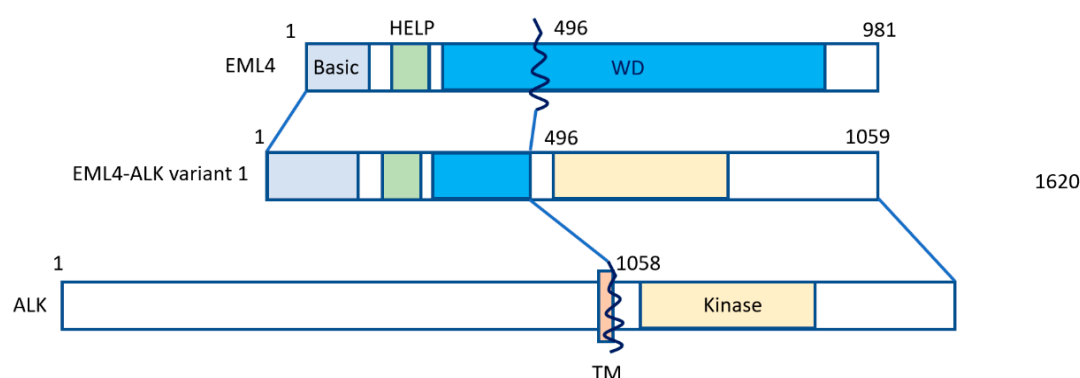 1 HELP 496 981
EML4 Basic WD
1 496 1059
EML4-ALK variant 1 1620
1 1058
ALK Kinase
TM